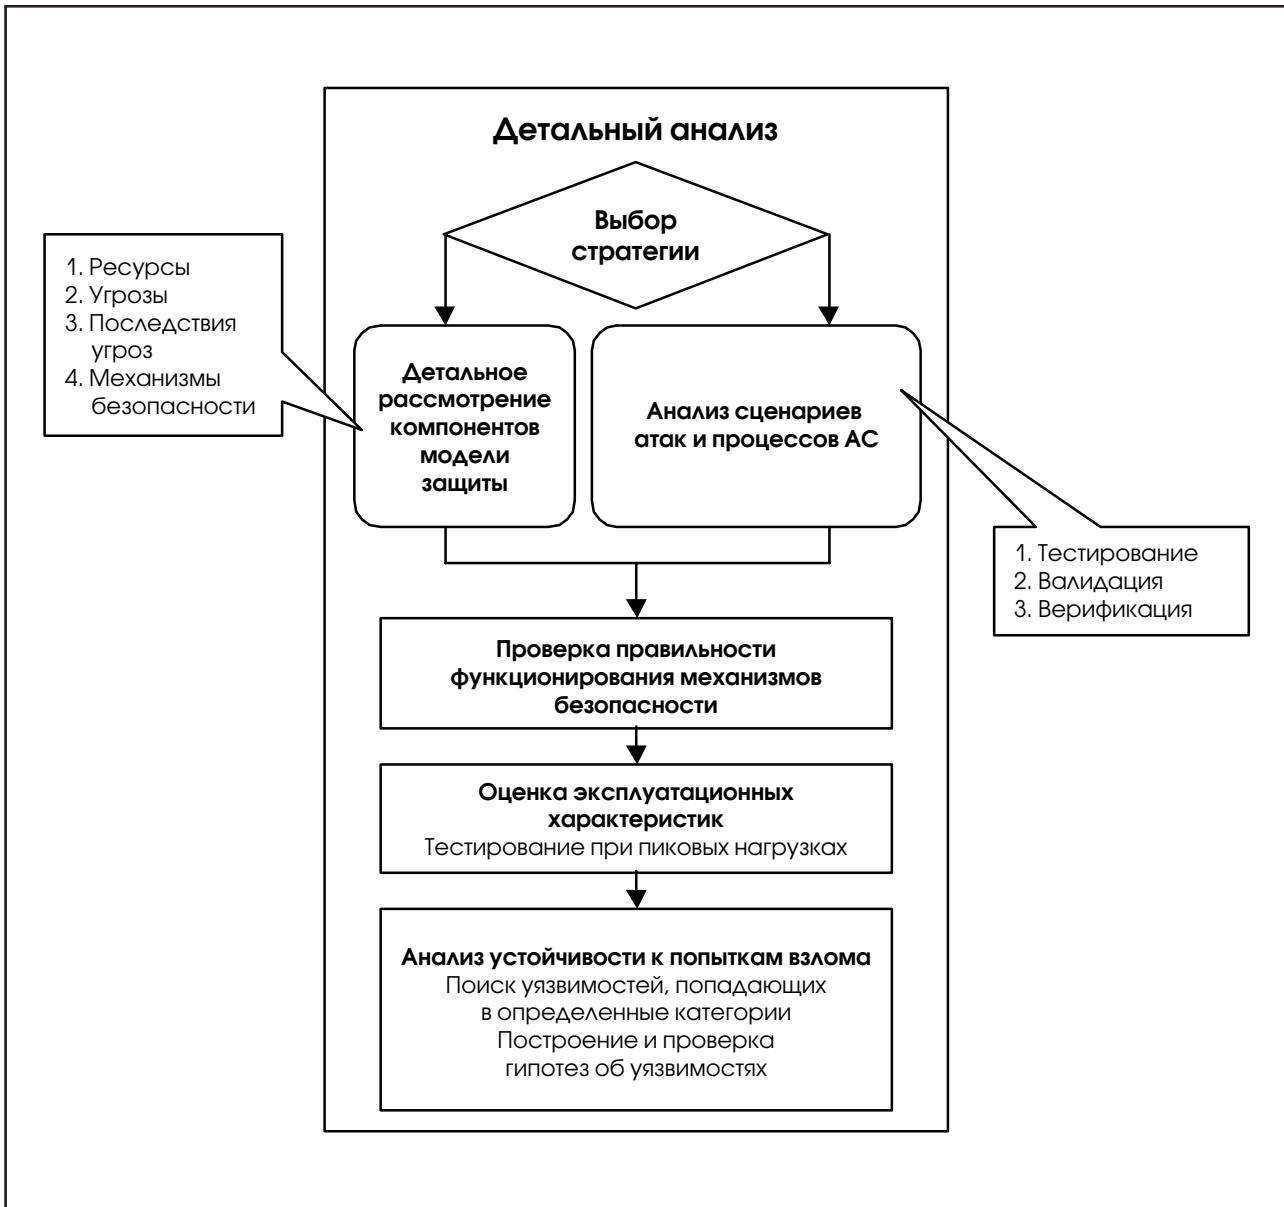 Детальный анализ
Выбор
стратегии
1. Ресурсы
2. Угрозы
3. Последствия
угроз
4. Механизмы
безопасности
Детальное
рассмотрение
компонентов
модели
защиты
Анализ сценариев
атак и процессов АС
1. Тестирование
2. Валидация
3. Верификация
Проверка правильности
функционирования механизмов
безопасности
Оценка эксплуатационных
характеристик
Тестирование при пиковых нагрузках
Анализ устойчивости к попыткам взлома
Поиск уязвимостей, попадающих
в определенные категории
Построение и проверка
гипотез об уязвимостях